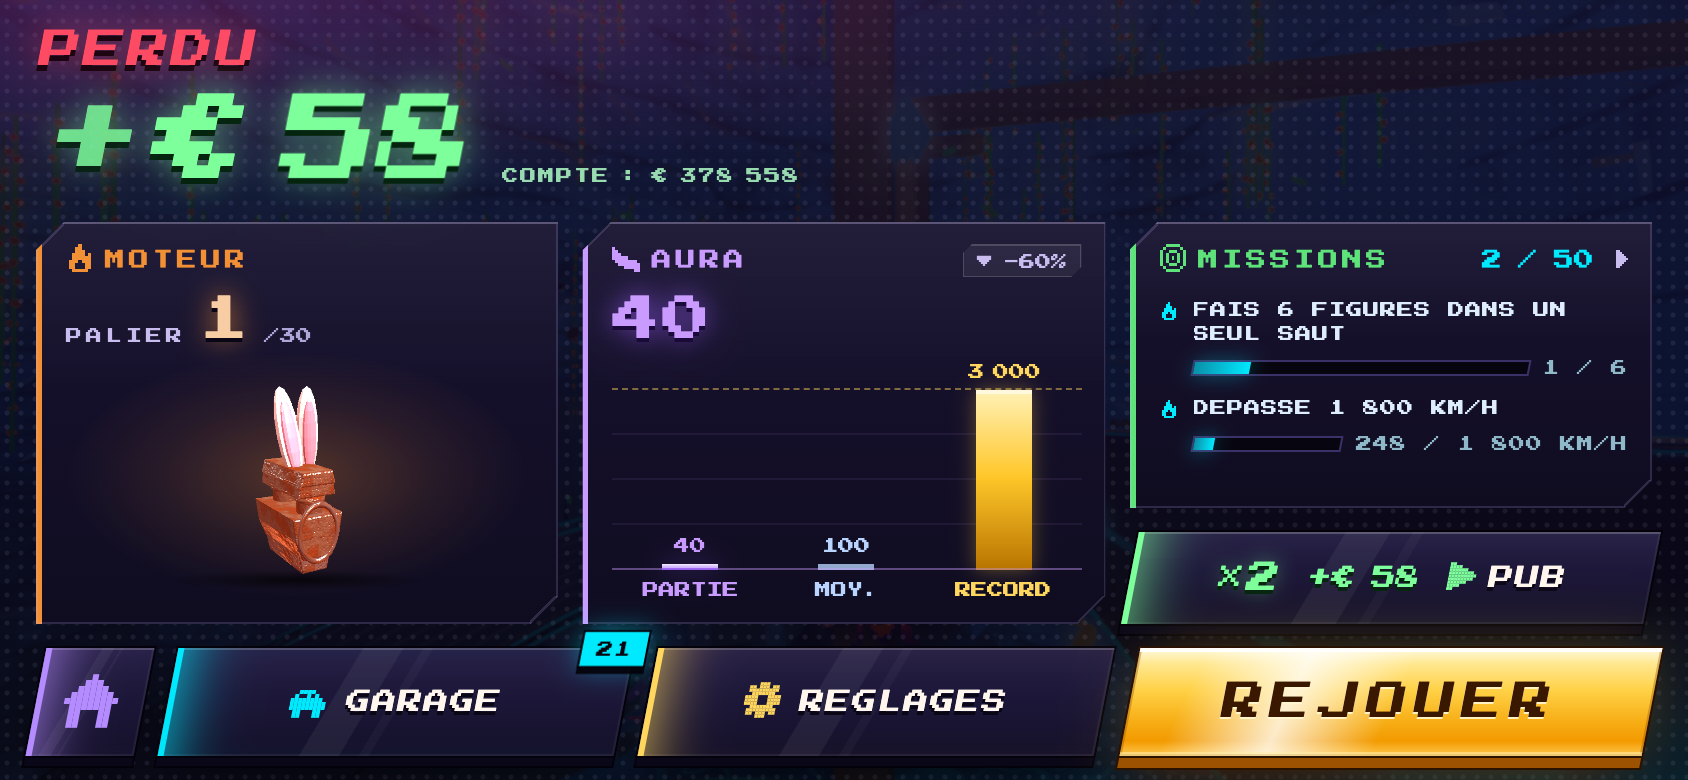 PERDU
+€ 58
COMPTE : € 378 558
MOTEUR
PALIER 1 /30
AURA
-60%
40
3 000
40
100
PARTIE
MOY.
RECORD
MISSIONS
2 / 50
FAIS 6 FIGURES DANS UN
SEUL SAUT
1 / 6
DEPASSE 1 800 KM/H
248 / 1 800 KM/H
×2 +€ 58 PUB
21
GARAGE
REGLAGES
REJOUER